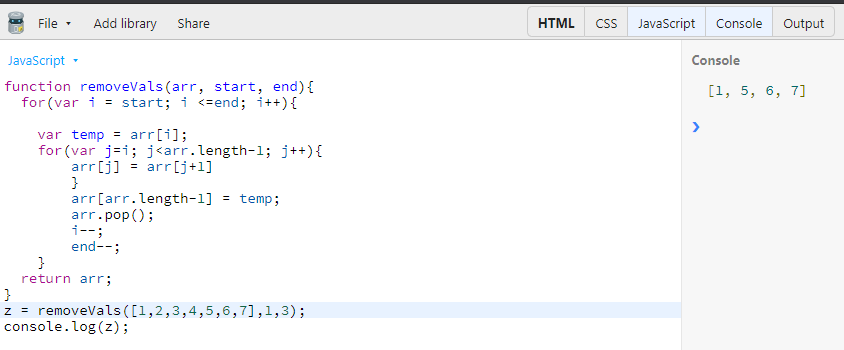 File Add library Share HTML CSS JavaScript Console Output
JavaScript
function removeVals(arr, start, end){
for(var i = start; i <=end; i++){
var temp = arr[i];
for(var j=i; j<arr.length-1; j++){
arr[j] = arr[j+1]
}
arr[arr.length-1] = temp;
arr.pop();
i--;
end--;
}
return arr;
}
z = removeVals([1,2,3,4,5,6,7],1,3);
console.log(z);
Console
[1, 5, 6, 7]